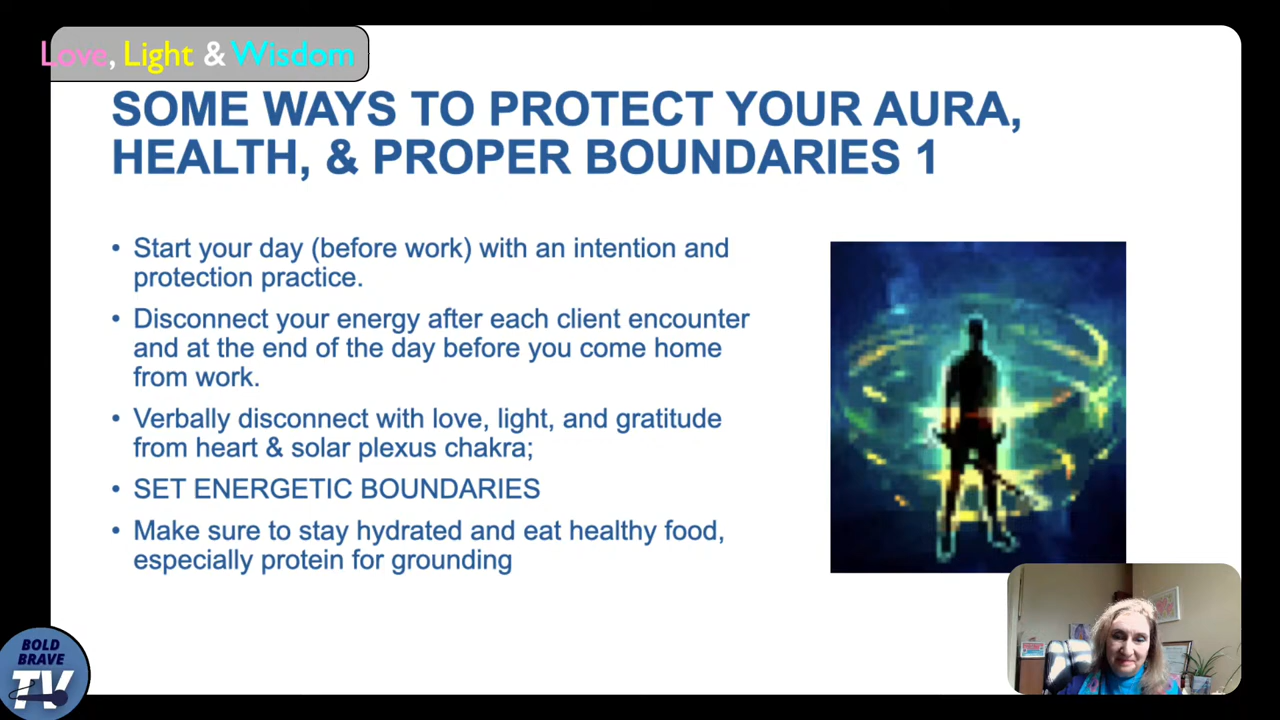 Love, Light & Wisdom
SOME WAYS TO PROTECT YOUR AURA,
HEALTH, & PROPER BOUNDARIES 1
• Start your day (before work) with an intention and
protection practice.
• Disconnect your energy after each client encounter
and at the end of the day before you come home
from work.
• Verbally disconnect with love, light, and gratitude
from heart & solar plexus chakra;
• SET ENERGETIC BOUNDARIES
• Make sure to stay hydrated and eat healthy food,
especially protein for grounding
BOLD
BRAVE
TV